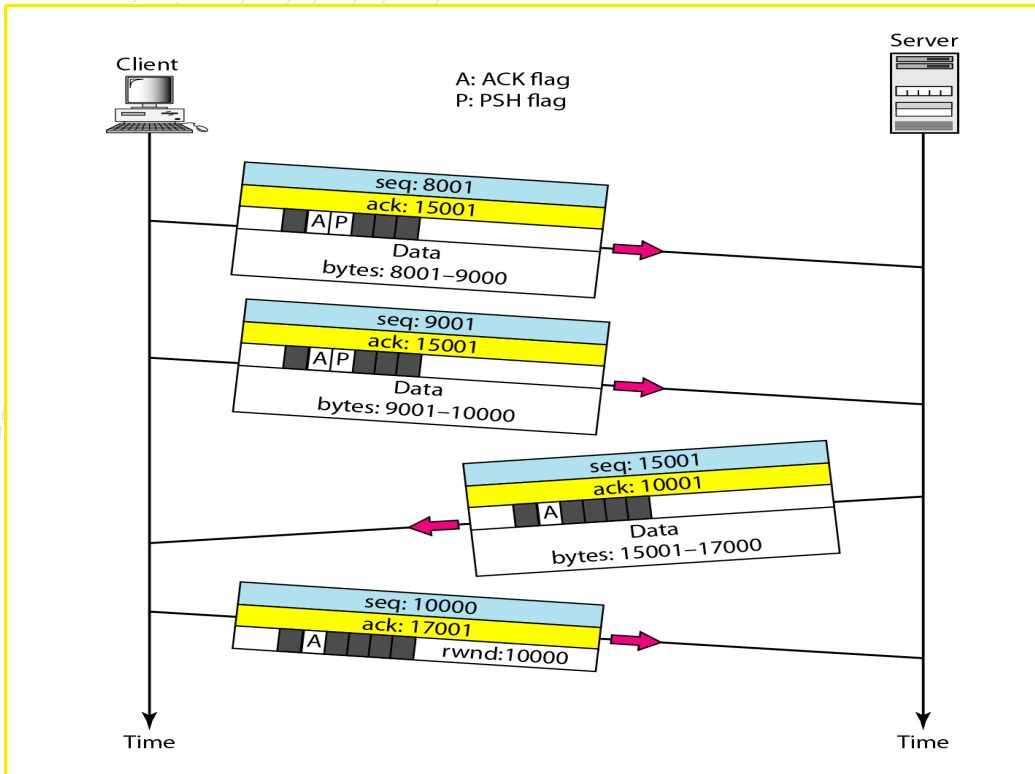 Client
Server
A: ACK flag
P: PSH flag
seq: 8001
ack: 15001
A P
Data
bytes: 8001–9000
seq: 9001
ack: 15001
A P
Data
bytes: 9001–10000
seq: 15001
ack: 10001
A
Data
bytes: 15001–17000
seq: 10000
ack: 17001
A
rwnd:10000
Time
Time